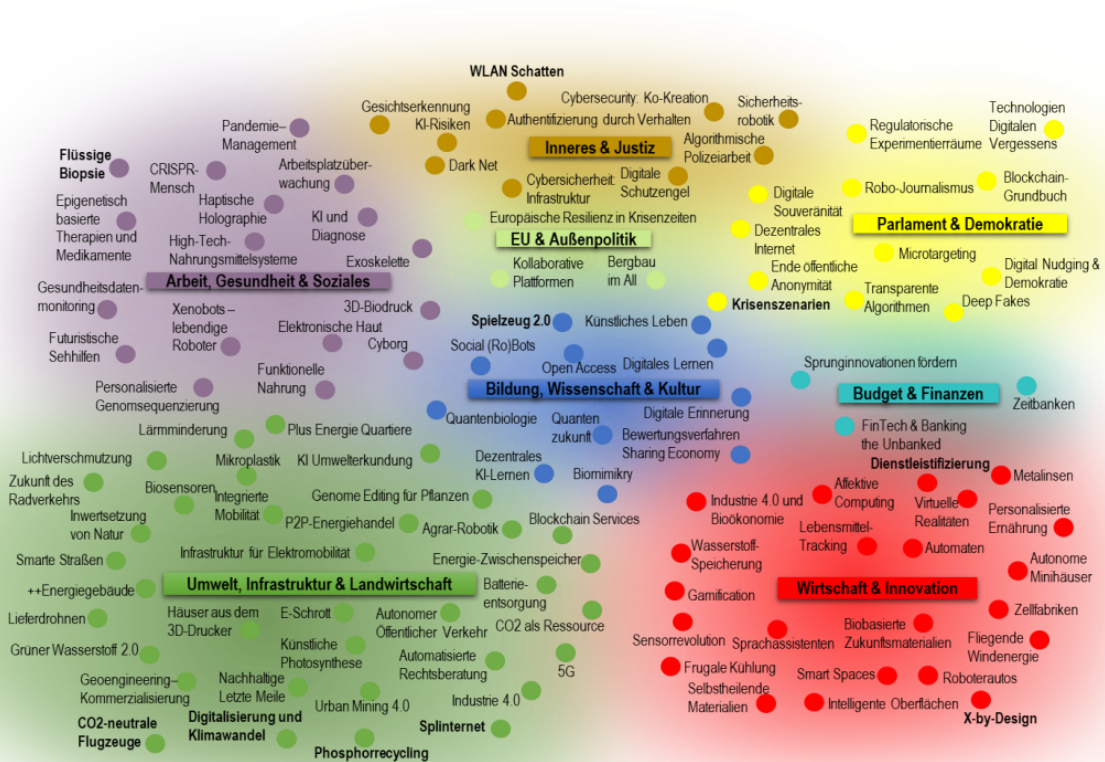 WLAN Schatten
Gesichtserkennung
KI-Risiken
Dark Net
Cybersecurity: Ko-Kreation
Authentifizierung durch Verhalten
Sicherheits-
robotik
Inneres & Justiz
Algorithmische
Polizeiarbeit
Cybersicherheit:
Infrastruktur
Digitale
Schutzengel
Europäische Resilienz in Krisenzeiten
EU & Außenpolitik
Kollaborative
Plattformen
Bergbau
im All
Technologien
Digitalen
Vergessens
Regulatorische
Experimentierräume
Robo-Journalismus
Blockchain-
Grundbuch
Digitale
Souveränität
Parlament & Demokratie
Dezentrales
Internet
Microtargeting
Ende öffentliche
Anonymität
Transparente
Algorithmen
Digital Nudging &
Demokratie
Deep Fakes
Krisenszenarien
Pandemie–
Management
Flüssige
Biopsie
CRISPR-
Mensch
Arbeitsplatzüber-
wachung
Epigenetisch
basierte
Therapien und
Medikamente
Haptische
Holographie
KI und
Diagnose
High-Tech-
Nahrungsmittelsysteme
Exoskelette
Arbeit, Gesundheit & Soziales
Gesundheitsdaten-
monitoring
Xenobots –
lebendige
Roboter
3D-Biodruck
Elektronische Haut
Cyborg
Futuristische
Sehhilfen
Funktionelle
Nahrung
Personalisierte
Genomsequenzierung
Spielzeug 2.0
Künstliches Leben
Social (Ro)Bots
Open Access
Digitales Lernen
Bildung, Wissenschaft & Kultur
Quantenbiologie
Quanten
zukunft
Digitale Erinnerung
Bewertungsverfahren
Sharing Economy
Dezentrales
KI-Lernen
Biomimikry
Sprunginnovationen fördern
Budget & Finanzen
Zeitbanken
FinTech & Banking
the Unbanked
Lärmminderung
Plus Energie Quartiere
Lichtverschmutzung
Mikroplastik
KI Umwelterkundung
Zukunft des
Radverkehrs
Biosensoren
Integrierte
Mobilität
Genome Editing für Pflanzen
Inwertsetzung
von Natur
P2P-Energiehandel
Agrar-Robotik
Blockchain Services
Smarte Straßen
Infrastruktur für Elektromobilität
Energie-Zwischenspeicher
Umwelt, Infrastruktur & Landwirtschaft
++Energiegebäude
Batterie-
entsorgung
Lieferdrohnen
Häuser aus dem
3D-Drucker
E-Schrott
Autonomer
Öffentlicher Verkehr
CO2 als Ressource
Grüner Wasserstoff 2.0
Künstliche
Photosynthese
Automatisierte
Rechtsberatung
5G
Geoengineering–
Kommerzialisierung
Nachhaltige
Letzte Meile
Urban Mining 4.0
Industrie 4.0
CO2-neutrale
Flugzeuge
Digitalisierung und
Klimawandel
Phosphorrecycling
Splinternet
Dienstleistifizierung
Metalinsen
Industrie 4.0 und
Bioökonomie
Affektive
Computing
Virtuelle
Realitäten
Personalisierte
Ernährung
Lebensmittel-
Tracking
Wasserstoff-
Speicherung
Automaten
Autonome
Minihäuser
Wirtschaft & Innovation
Gamification
Zellfabriken
Sensorrevolution
Sprachassistenten
Biobasierte
Zukunftsmaterialien
Fliegende
Windenergie
Frugale Kühlung
Smart Spaces
Roboterautos
Selbstheilende
Materialien
Intelligente Oberflächen
X-by-Design